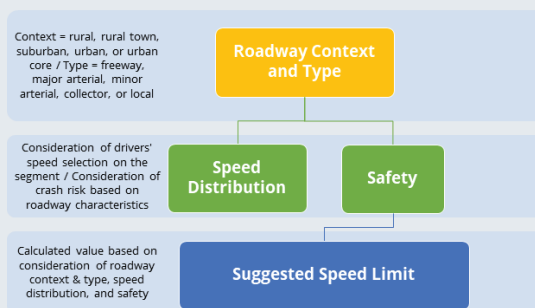 Context = rural, rural town,
suburban, urban, or urban
core / Type = freeway,
major arterial, minor
arterial, collector, or local
Roadway Context
and Type
Consideration of drivers'
speed selection on the
segment / Consideration of
crash risk based on
roadway characteristics
Speed
Distribution
Safety
Calculated value based on
consideration of roadway
context & type, speed
distribution, and safety
Suggested Speed Limit